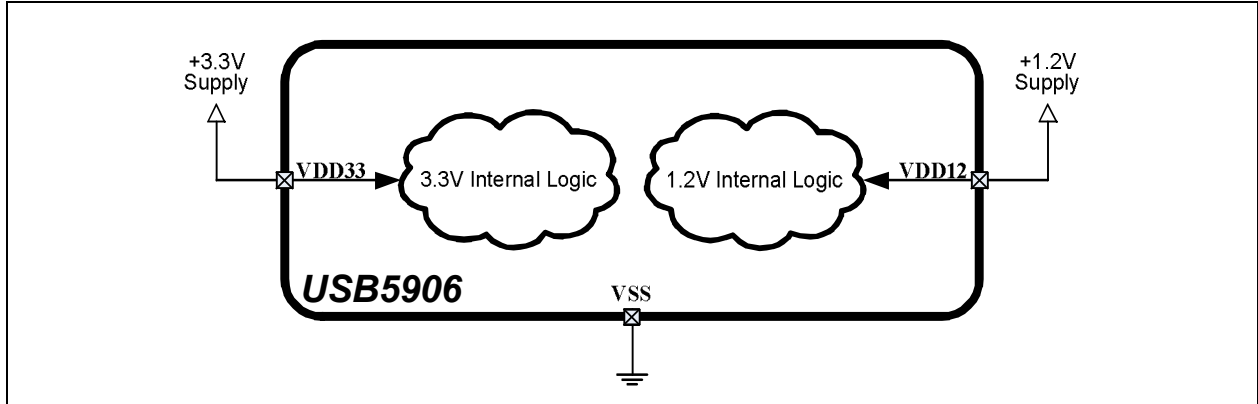 +3.3V
Supply
+1.2V
Supply
VDD33
3.3V Internal Logic
1.2V Internal Logic
VDD12
USB5906
VSS